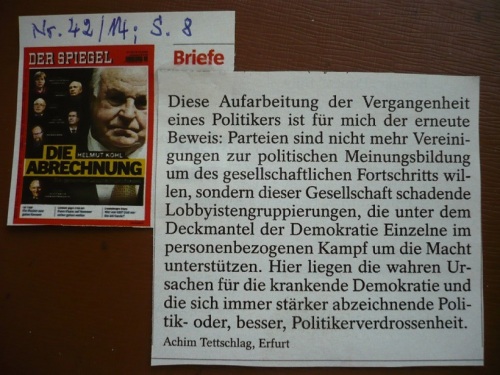 Nr. 42/14; S. 8
DER SPIEGEL
Briefe
HELMUT KOHL
DIE
ABRECHNUNG
Diese Aufarbeitung der Vergangenheit
eines Politikers ist für mich der erneute
Beweis: Parteien sind nicht mehr Vereini-
gungen zur politischen Meinungsbildung
um des gesellschaftlichen Fortschritts wil-
len, sondern dieser Gesellschaft schadende
Lobbyistengruppierungen, die unter dem
Deckmantel der Demokratie Einzelne im
personenbezogenen Kampf um die Macht
unterstützen. Hier liegen die wahren Ur-
sachen für die krankende Demokratie und
die sich immer stärker abzeichnende Poli-
tik- oder, besser, Politikerverdrossenheit.
Achim Tettschlag, Erfurt